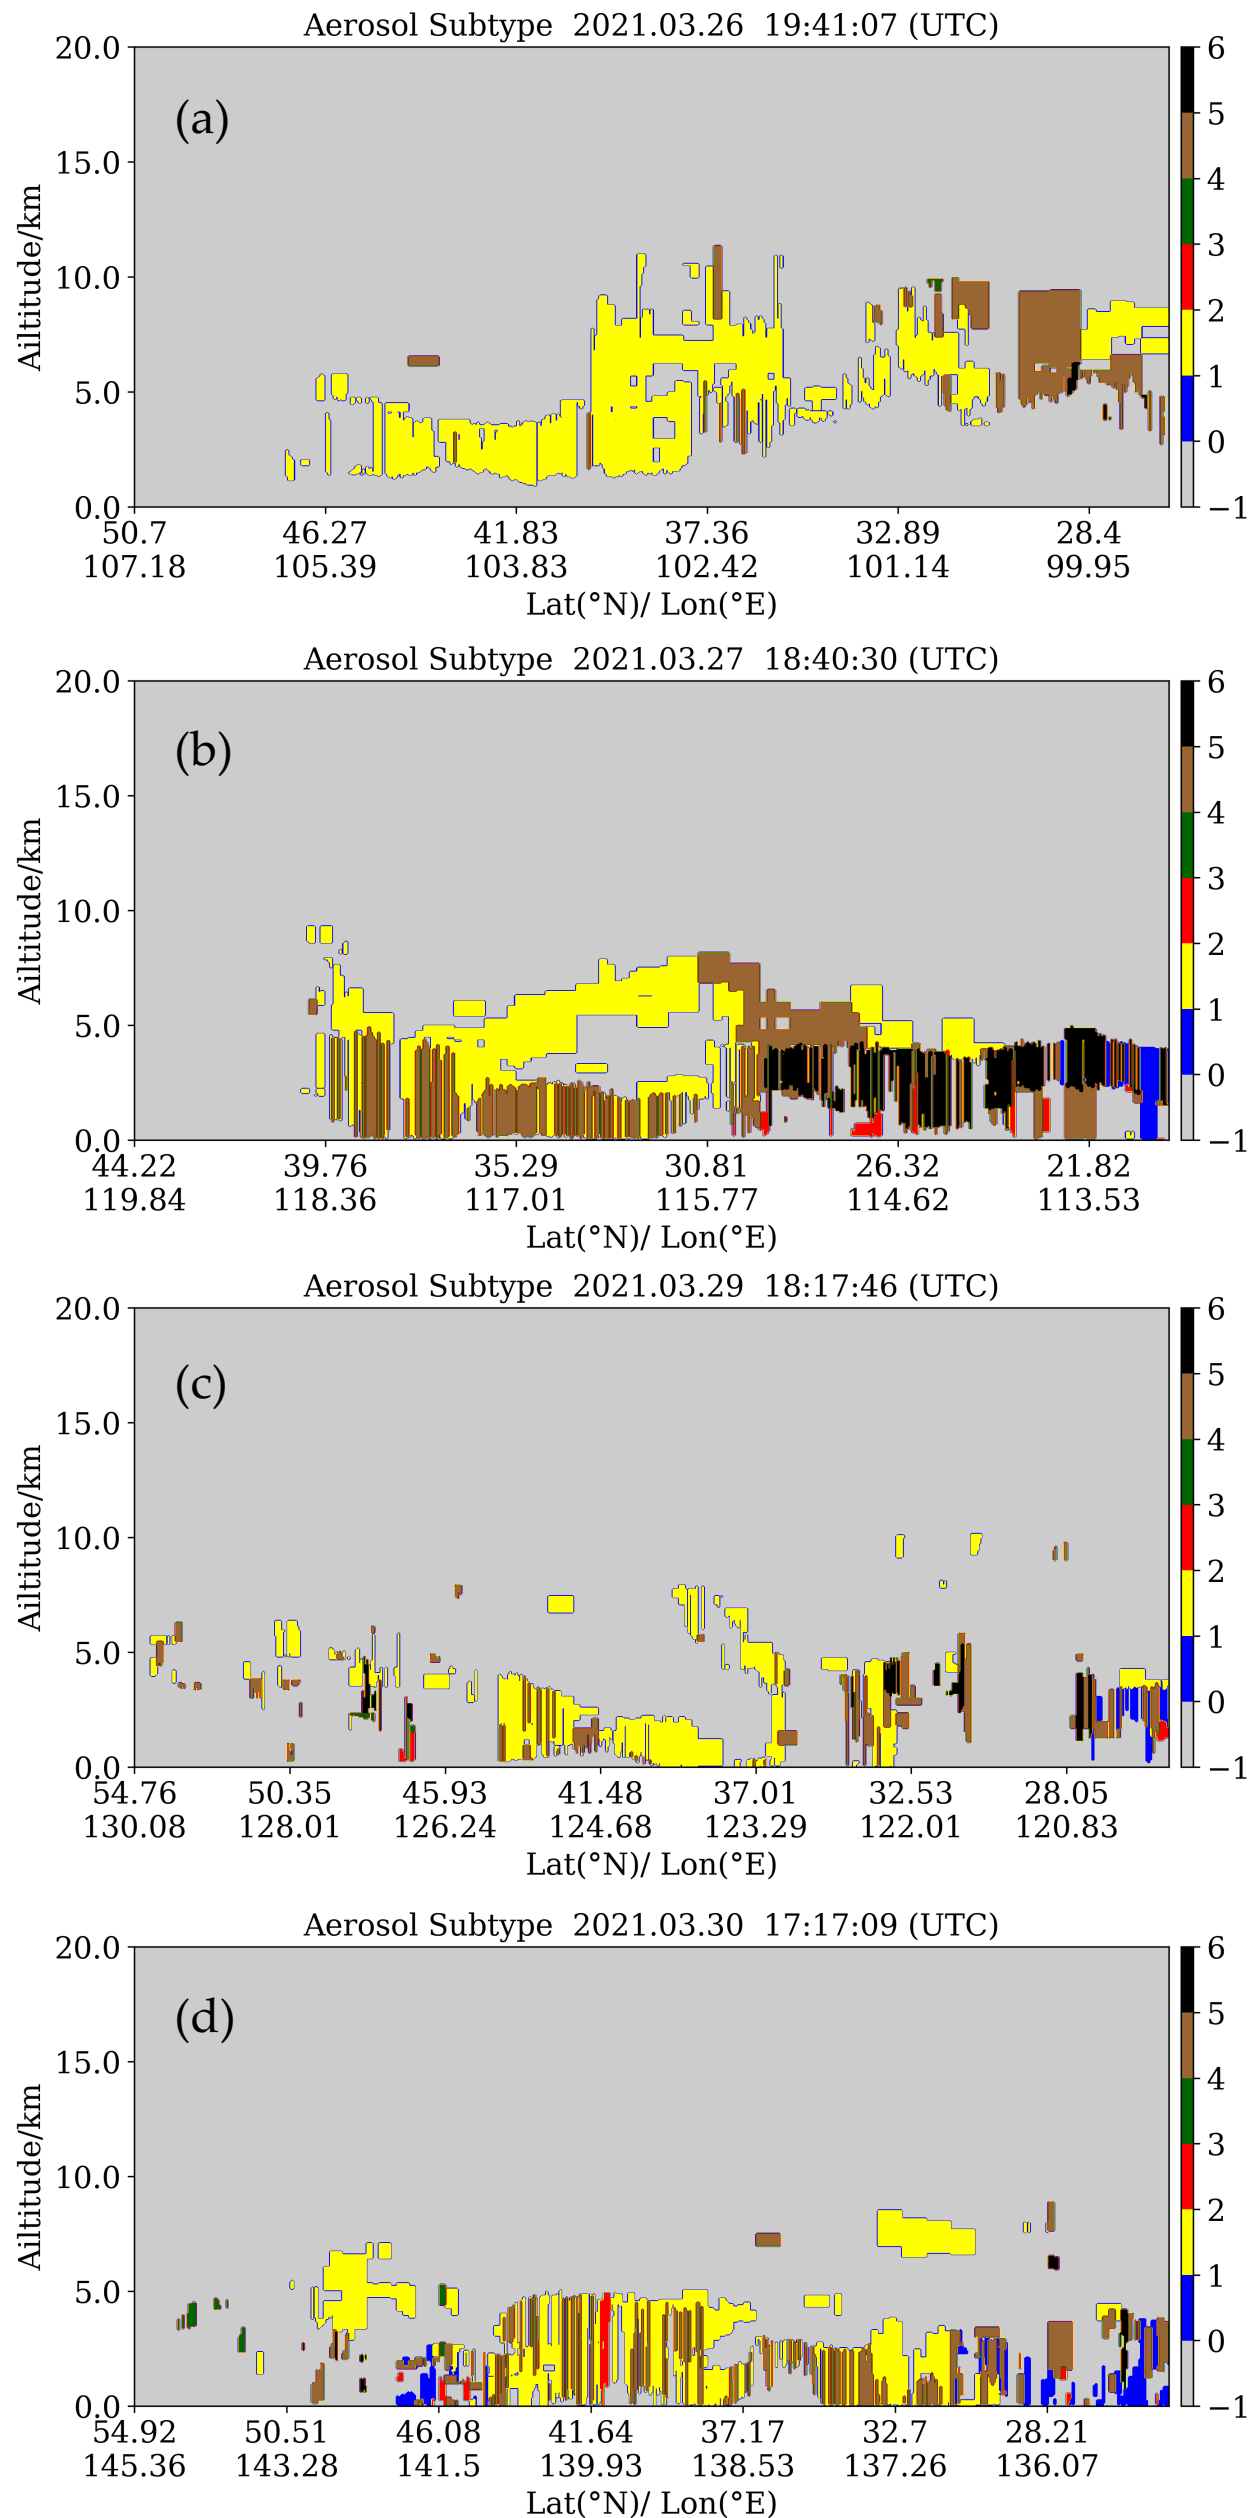 Aerosol Subtype 2021.03.26 19:41:07 (UTC)
(a)
20.0
15.0
10.0
5.0
0.0
Ailtitude/km
50.7 46.27 41.83 37.36 32.89 28.4
107.18 105.39 103.83 102.42 101.14 99.95
Lat(°N)/ Lon(°E)
6
5
4
3
2
1
0
−1
Aerosol Subtype 2021.03.27 18:40:30 (UTC)
(b)
20.0
15.0
10.0
5.0
0.0
Ailtitude/km
44.22 39.76 35.29 30.81 26.32 21.82
119.84 118.36 117.01 115.77 114.62 113.53
Lat(°N)/ Lon(°E)
6
5
4
3
2
1
0
−1
Aerosol Subtype 2021.03.29 18:17:46 (UTC)
(c)
20.0
15.0
10.0
5.0
0.0
Ailtitude/km
54.76 50.35 45.93 41.48 37.01 32.53 28.05
130.08 128.01 126.24 124.68 123.29 122.01 120.83
Lat(°N)/ Lon(°E)
6
5
4
3
2
1
0
−1
Aerosol Subtype 2021.03.30 17:17:09 (UTC)
(d)
20.0
15.0
10.0
5.0
0.0
Ailtitude/km
54.92 50.51 46.08 41.64 37.17 32.7 28.21
145.36 143.28 141.5 139.93 138.53 137.26 136.07
Lat(°N)/ Lon(°E)
6
5
4
3
2
1
0
−1